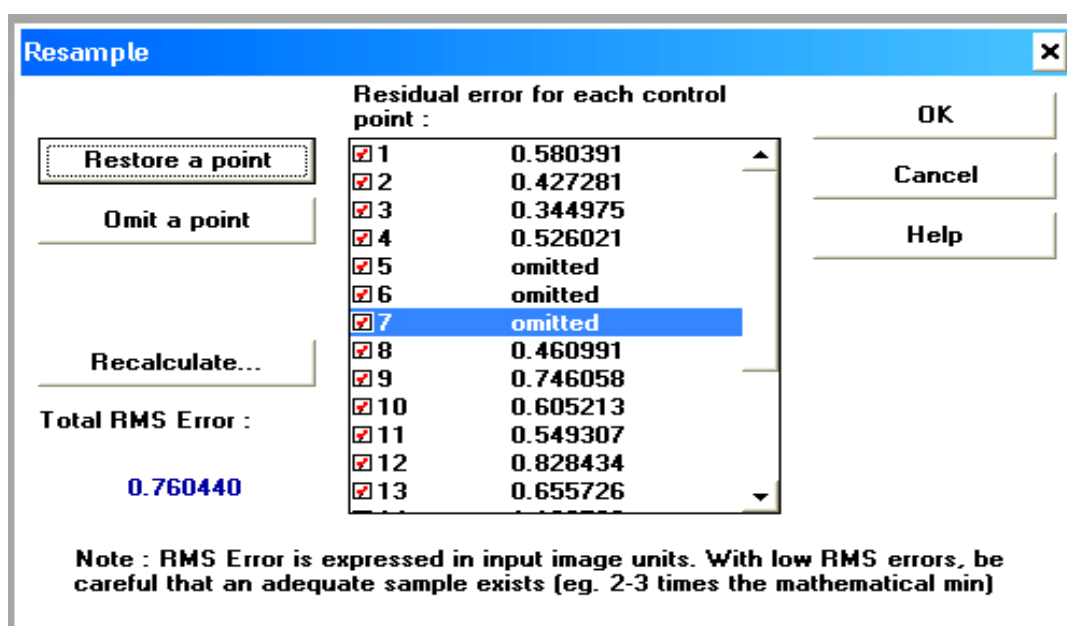 Resample
Residual error for each control
point :
OK
Cancel
Help
Restore a point
Omit a point
Recalculate...
Total RMS Error :
0.760440
1 0.580391
2 0.427281
3 0.344975
4 0.526021
5 omitted
6 omitted
7 omitted
8 0.460991
9 0.746058
10 0.605213
11 0.549307
12 0.828434
13 0.655726
Note : RMS Error is expressed in input image units. With low RMS errors, be
careful that an adequate sample exists (eg. 2-3 times the mathematical min)